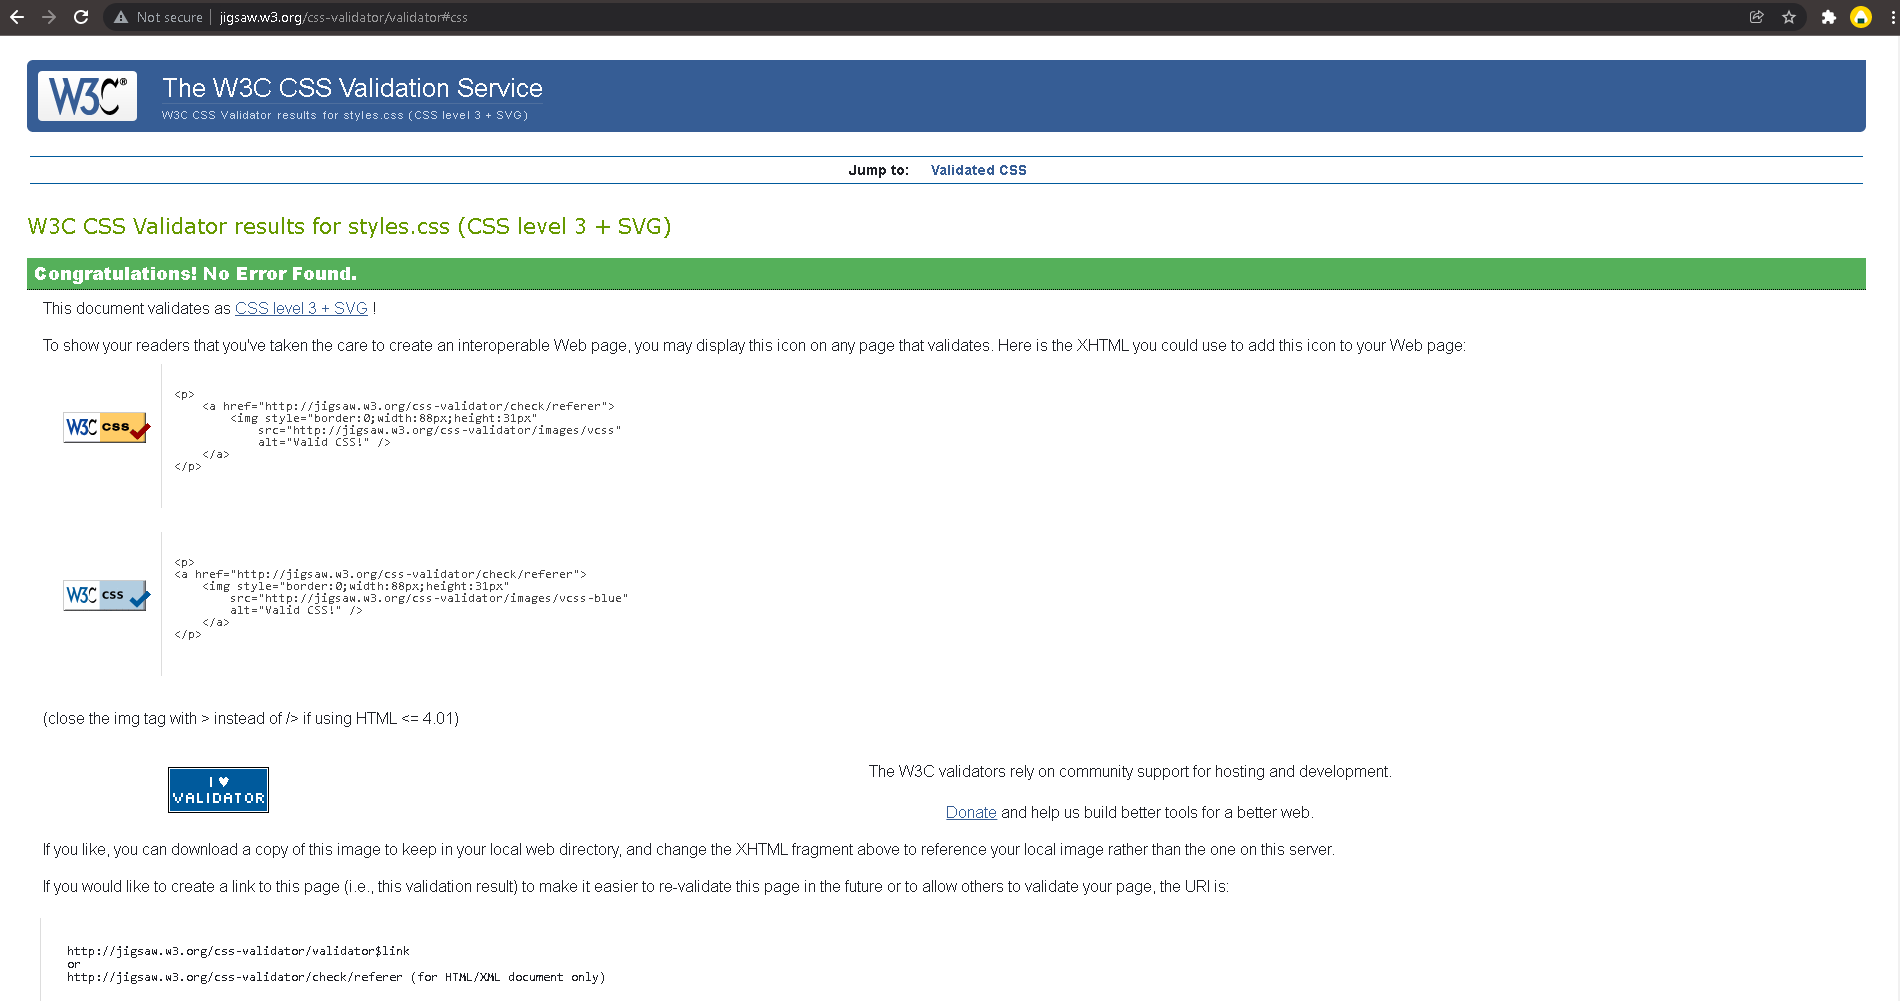 Not secure | jigsaw.w3.org/css-validator/validator#css
W3C®
The W3C CSS Validation Service
W3C CSS Validator results for styles.css (CSS level 3 + SVG)
Jump to: Validated CSS
W3C CSS Validator results for styles.css (CSS level 3 + SVG)
Congratulations! No Error Found.
This document validates as CSS level 3 + SVG !
To show your readers that you've taken the care to create an interoperable Web page, you may display this icon on any page that validates. Here is the XHTML you could use to add this icon to your Web page:
W3C css
<p>
<a href="http://jigsaw.w3.org/css-validator/check/referer">
<img style="border:0;width:88px;height:31px"
src="http://jigsaw.w3.org/css-validator/images/vcss"
alt="Valid CSS!" />
</a>
</p>
W3C css
<p>
<a href="http://jigsaw.w3.org/css-validator/check/referer">
<img style="border:0;width:88px;height:31px"
src="http://jigsaw.w3.org/css-validator/images/vcss-blue"
alt="Valid CSS!" />
</a>
</p>
(close the img tag with > instead of /> if using HTML <= 4.01)
I ♥
VALIDATOR
The W3C validators rely on community support for hosting and development.
Donate and help us build better tools for a better web.
If you like, you can download a copy of this image to keep in your local web directory, and change the XHTML fragment above to reference your local image rather than the one on this server.
If you would like to create a link to this page (i.e., this validation result) to make it easier to re-validate this page in the future or to allow others to validate your page, the URI is:
http://jigsaw.w3.org/css-validator/validator$link
or
http://jigsaw.w3.org/css-validator/check/referer (for HTML/XML document only)